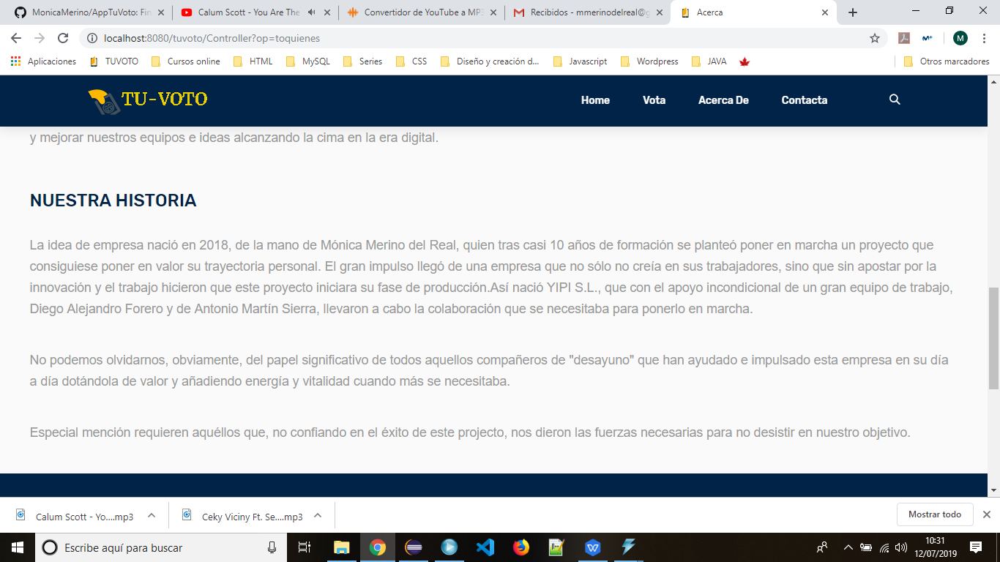 MonicaMerino/AppTuVoto: Fin
Calum Scott - You Are The
Convertidor de YouTube a MP3
Recibidos - mmerinodelreal@g
Acerca
localhost:8080/tuvoto/Controller?op=toquienes
M
Aplicaciones
TUVOTO
Cursos online
HTML
MySQL
Series
CSS
Diseño y creación d...
Javascript
Wordpress
JAVA
Otros marcadores
TU-VOTO
Home
Vota
Acerca De
Contacta
y mejorar nuestros equipos e ideas alcanzando la cima en la era digital.
NUESTRA HISTORIA
La idea de empresa nació en 2018, de la mano de Mónica Merino del Real, quien tras casi 10 años de formación se planteó poner en marcha un proyecto que
consiguiese poner en valor su trayectoria personal. El gran impulso llegó de una empresa que no sólo no creía en sus trabajadores, sino que sin apostar por la
innovación y el trabajo hicieron que este proyecto iniciara su fase de producción.Así nació YIPI S.L., que con el apoyo incondicional de un gran equipo de trabajo,
Diego Alejandro Forero y de Antonio Martín Sierra, llevaron a cabo la colaboración que se necesitaba para ponerlo en marcha.
No podemos olvidarnos, obviamente, del papel significativo de todos aquellos compañeros de "desayuno" que han ayudado e impulsado esta empresa en su día
a día dotándola de valor y añadiendo energía y vitalidad cuando más se necesitaba.
Especial mención requieren aquéllos que, no confiando en el éxito de este projecto, nos dieron las fuerzas necesarias para no desistir en nuestro objetivo.
Calum Scott - Yo....mp3
Ceky Viciny Ft. Se....mp3
Mostrar todo
Escribe aquí para buscar
10:31
12/07/2019